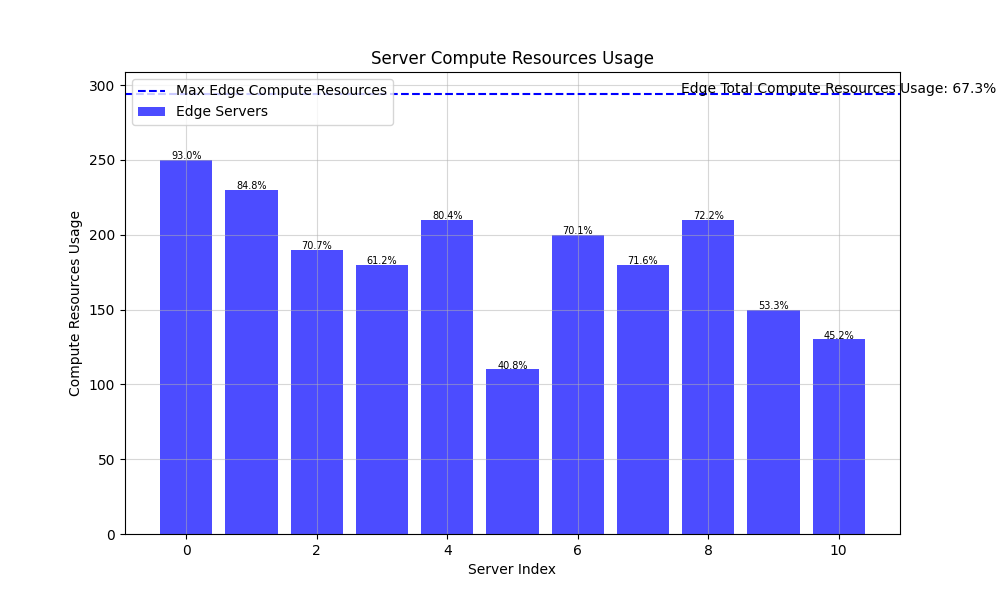 Server Compute Resources Usage
Max Edge Compute Resources
Edge Servers
Edge Total Compute Resources Usage: 67.3%
93.0%
84.8%
70.7%
61.2%
80.4%
40.8%
70.1%
71.6%
72.2%
53.3%
45.2%
300
250
200
150
100
50
0
Compute Resources Usage
0 2 4 6 8 10
Server Index